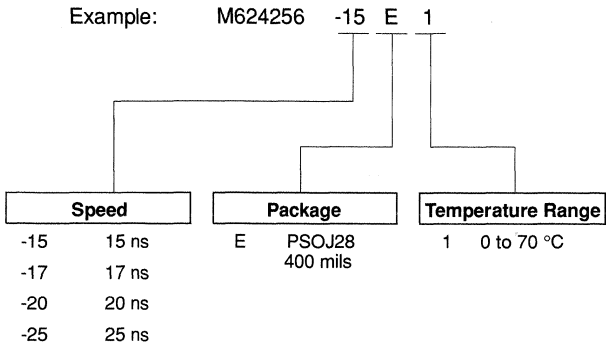 Example: M624256 -15 E 1
Speed Package Temperature Range
-15 15 ns E PSOJ28 1 0 to 70 °C
400 mils
-17 17 ns
-20 20 ns
-25 25 ns